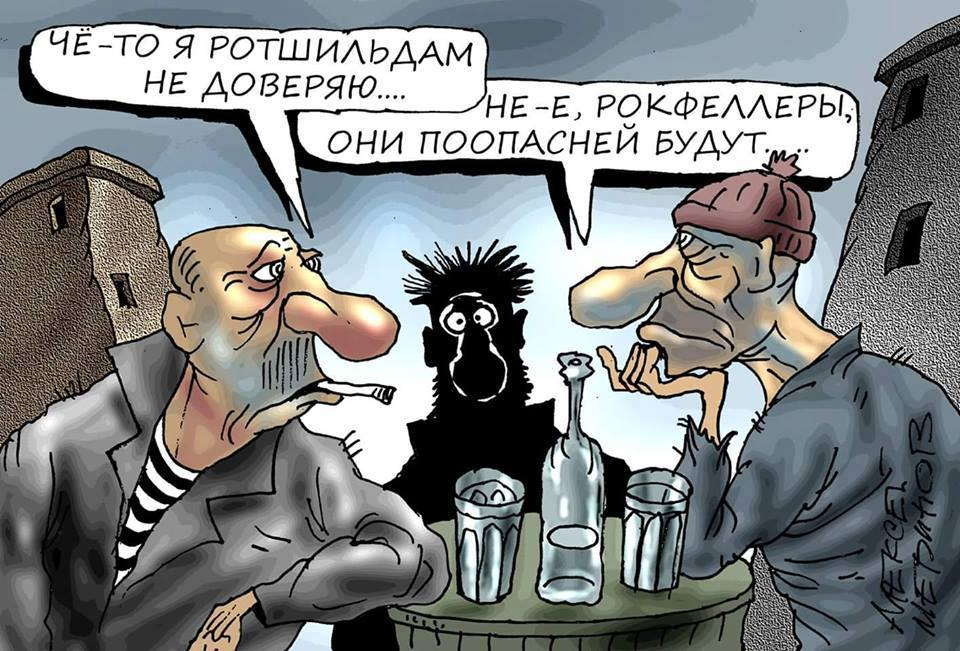 ЧЁ-ТО Я РОТШИЛЬДАМ
НЕ ДОВЕРЯЮ....
НЕ-Е, РОКФЕЛЛЕРЫ,
ОНИ ПООПАСНЕЙ БУДУТ.....
АЛЕКСЕЙ
МЕРИНОВ